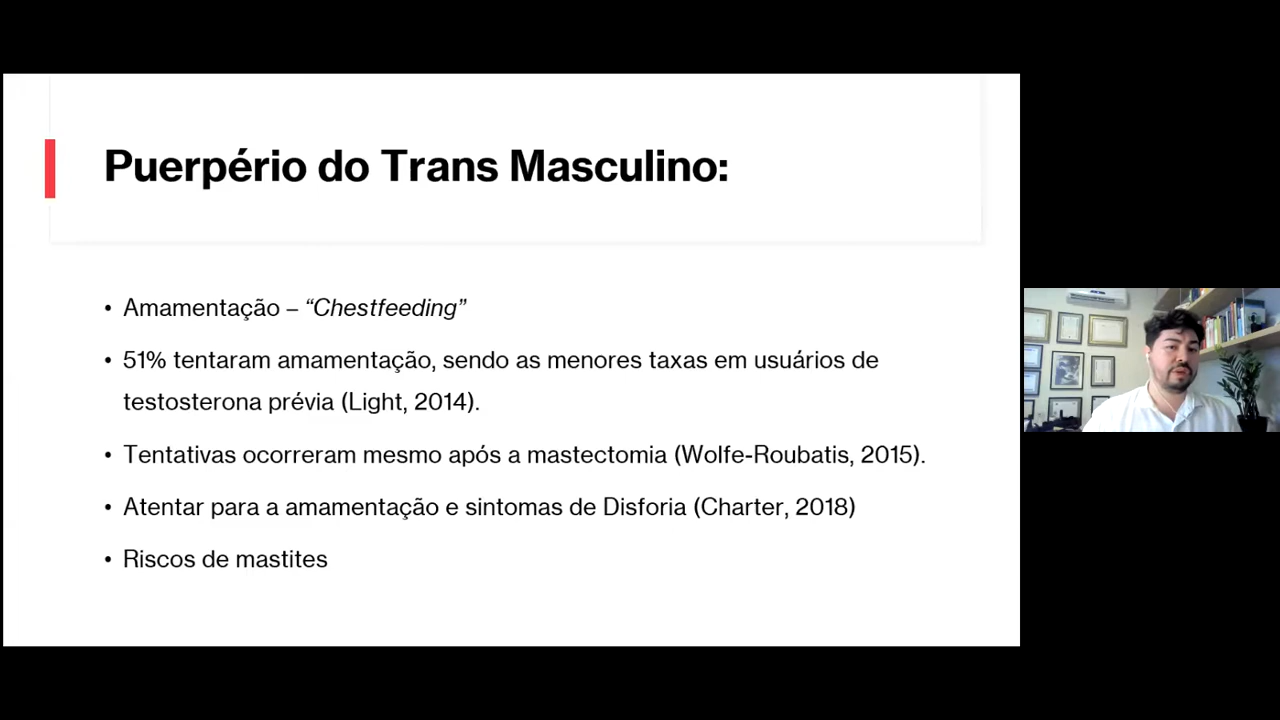 Puerpério do Trans Masculino:
• Amamentação – “Chestfeeding”
• 51% tentaram amamentação, sendo as menores taxas em usuários de
testosterona prévia (Light, 2014).
• Tentativas ocorreram mesmo após a mastectomia (Wolfe-Roubatis, 2015).
• Atentar para a amamentação e sintomas de Disforia (Charter, 2018)
• Riscos de mastites